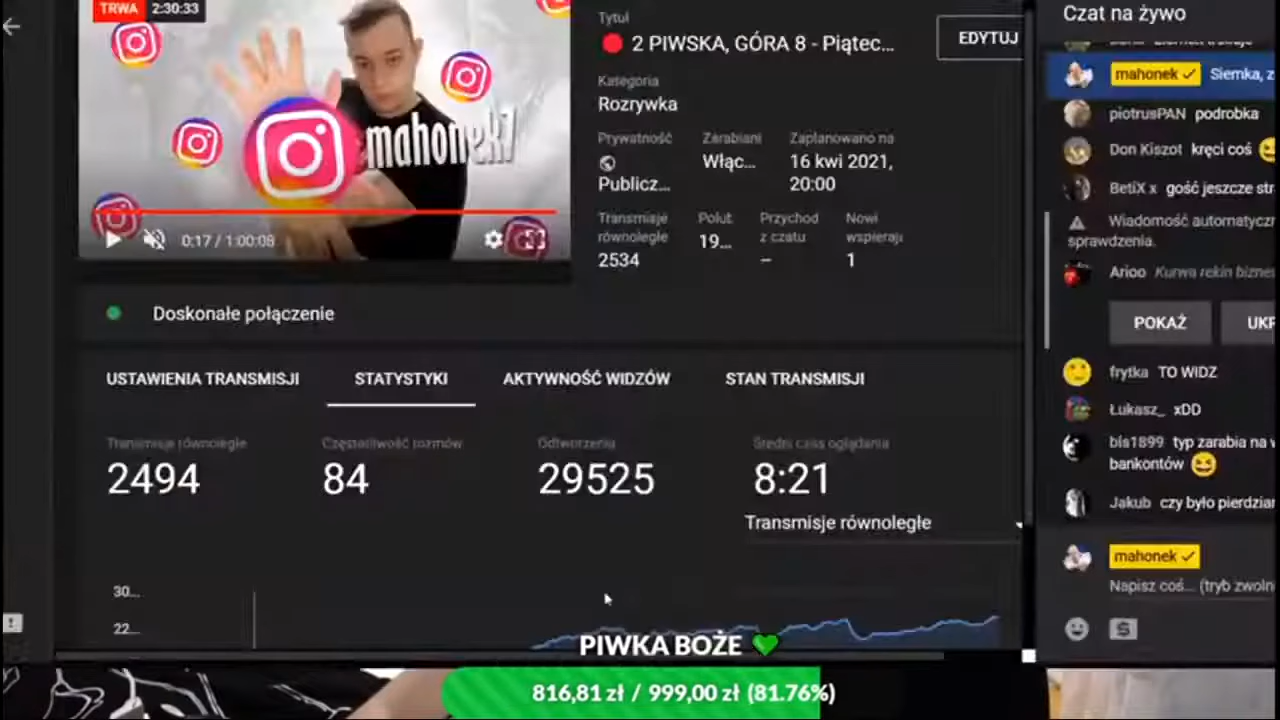 TRWA 2:30:33
mahonek7
0:17 / 1:00:08
Tytuł
2 PIWSKA, GÓRA 8 - Piątec...
EDYTUJ
Kategoria
Rozrywka
Prywatność Zarabiani Zaplanowano na
Publicz... Włąc... 16 kwi 2021, 20:00
Transmisje równoległe Polub Przychod z czatu Nowi wspierają
2534 19... – 1
Doskonałe połączenie
USTAWIENIA TRANSMISJI STATYSTYKI AKTYWNOŚĆ WIDZÓW STAN TRANSMISJI
Transmisje równoległe Częstotliwość rozmów Odtworzenia Średni czas oglądania
2494 84 29525 8:21
Transmisje równoległe
30...
22...
Czat na żywo
mahonek Siemka, z
piotrusPAN podrobka
Don Kiszot kręci coś
BetiX x gość jeszcze str
Wiadomość automatyczn
sprawdzenia.
Arioo Kurwa rekin biznes
POKAŻ UKR
frytka TO WIDZ
Łukasz_ xDD
bls1899 typ zarabia na w
bankontów
Jakub czy było pierdzian
mahonek
Napisz coś... (tryb zwoln
PIWKA BOŻE
816,81 zł / 999,00 zł (81.76%)